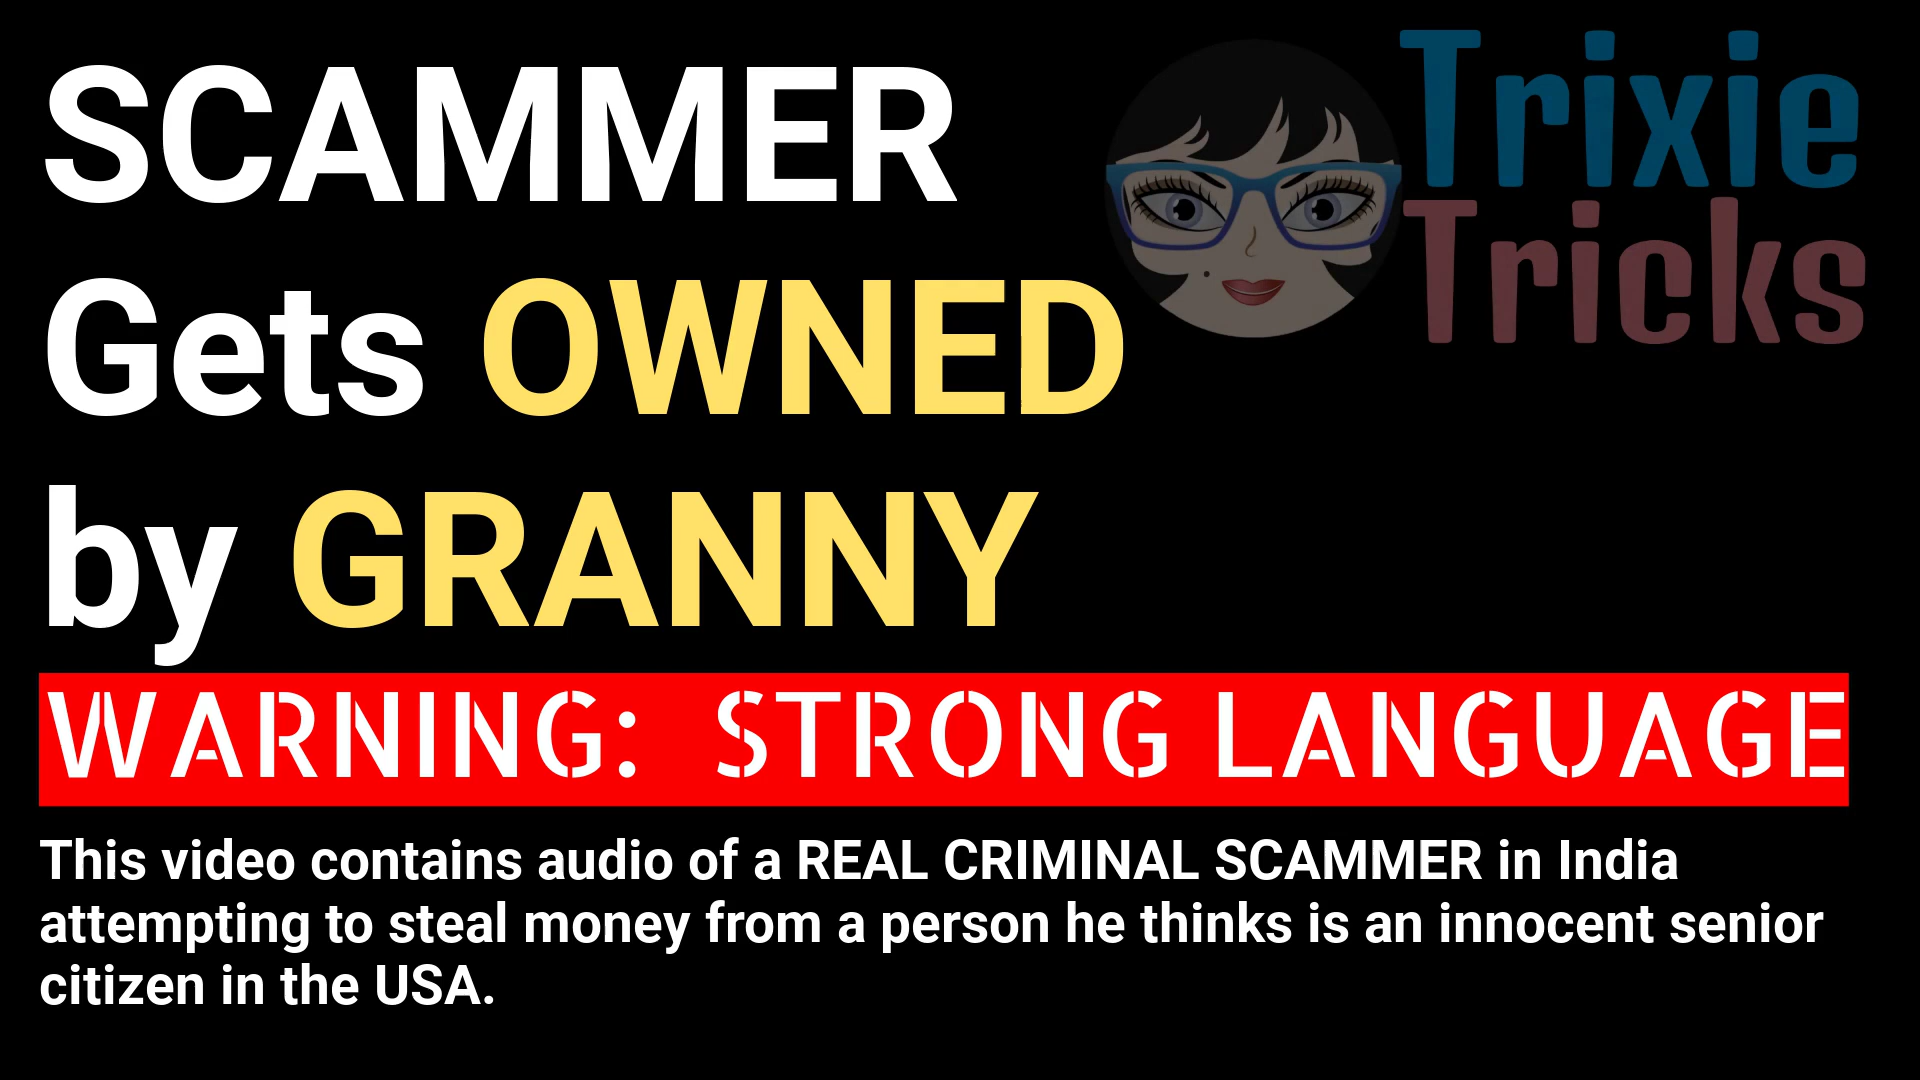 SCAMMER
Gets OWNED
by GRANNY
Trixie
Tricks
WARNING: STRONG LANGUAGE
This video contains audio of a REAL CRIMINAL SCAMMER in India
attempting to steal money from a person he thinks is an innocent senior
citizen in the USA.